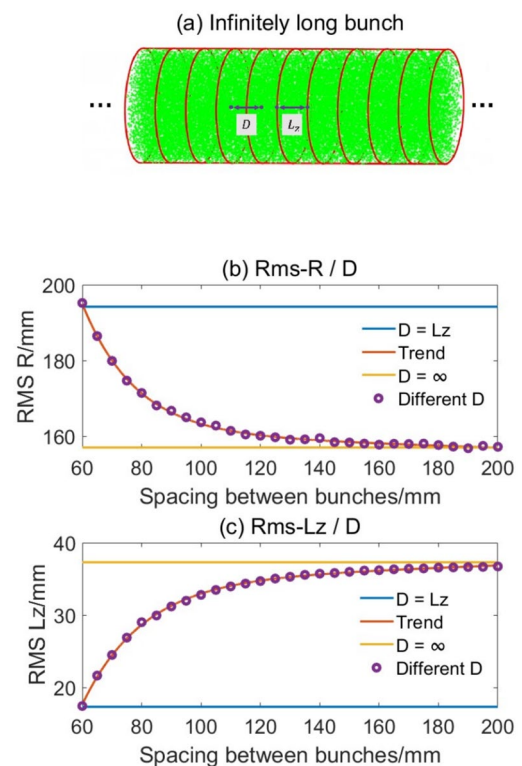 (a) Infinitely long bunch
... D L_z ...
(b) Rms-R / D
200
180
160
RMS R/mm
D = Lz
Trend
D = ∞
Different D
60 80 100 120 140 160 180 200
Spacing between bunches/mm
(c) Rms-Lz / D
40
30
20
RMS Lz/mm
D = Lz
Trend
D = ∞
Different D
60 80 100 120 140 160 180 200
Spacing between bunches/mm